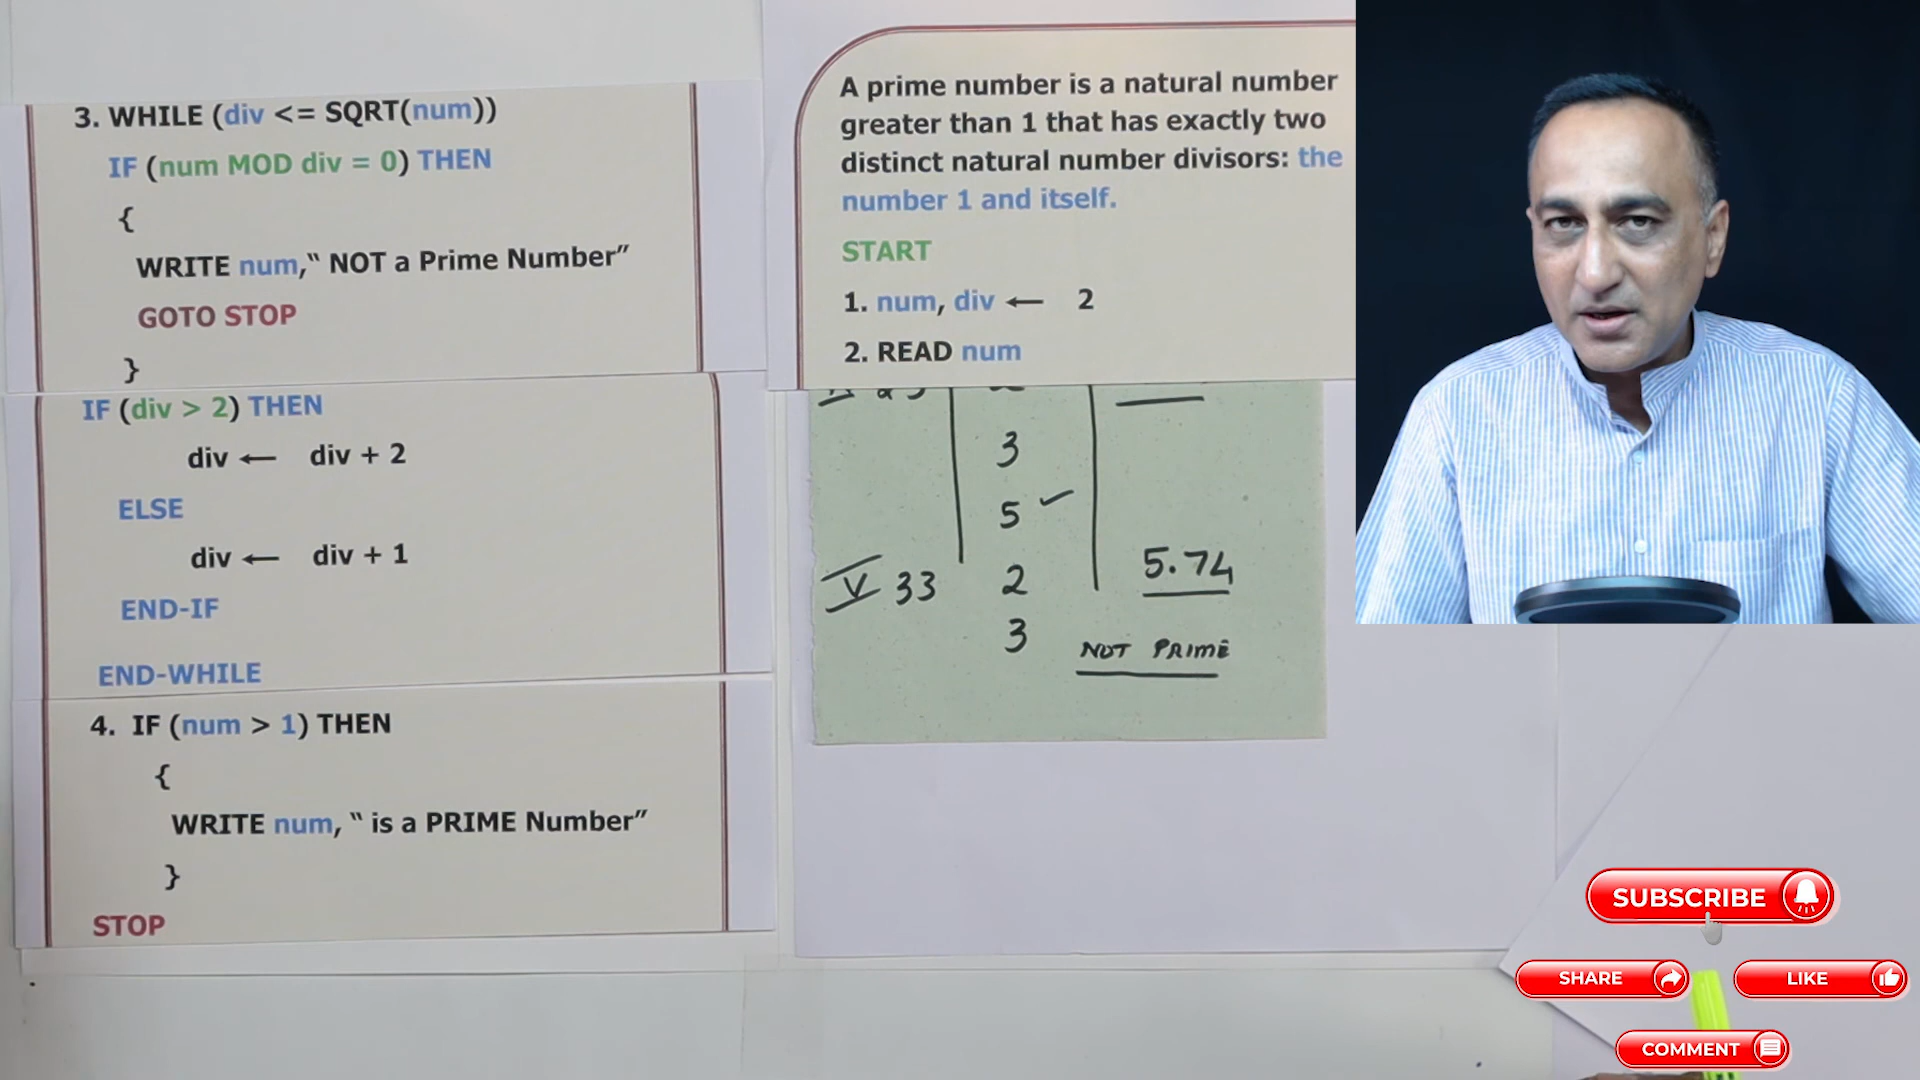 3. WHILE (div <= SQRT(num))
IF (num MOD div = 0) THEN
{
WRITE num,“ NOT a Prime Number”
GOTO STOP
}
IF (div > 2) THEN
div ← div + 2
ELSE
div ← div + 1
END-IF
END-WHILE
4. IF (num > 1) THEN
{
WRITE num, “ is a PRIME Number”
}
STOP
A prime number is a natural number
greater than 1 that has exactly two
distinct natural number divisors: the
number 1 and itself.
START
1. num, div ← 2
2. READ num
3
5 ✓
V 33 2 5.74
3 NOT PRIME
SUBSCRIBE
SHARE
LIKE
COMMENT